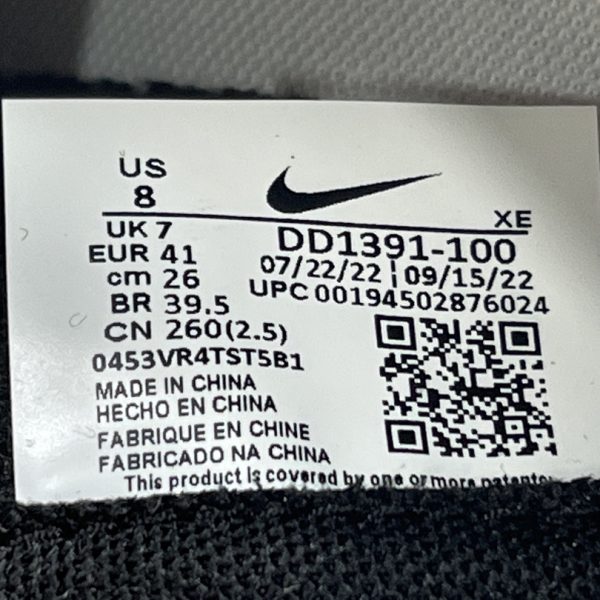 US
8
XE
UK 7
EUR 41
cm 26
BR 39.5
CN 260(2.5)
DD1391-100
07/22/22 | 09/15/22
UPC 00194502876024
0453VR4TST5B1
MADE IN CHINA
HECHO EN CHINA
FABRIQUE EN CHINE
FABRICADO NA CHINA
This product is covered by one or more patents